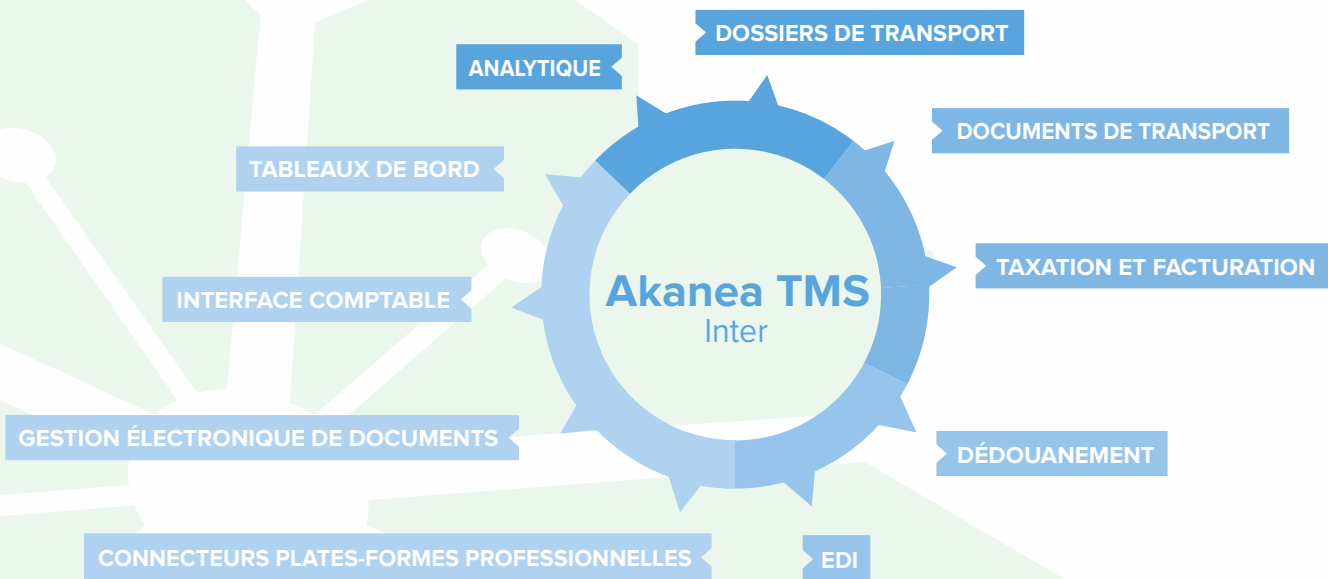 DOSSIERS DE TRANSPORT
ANALYTIQUE
DOCUMENTS DE TRANSPORT
TABLEAUX DE BORD
TAXATION ET FACTURATION
INTERFACE COMPTABLE
Akanea TMS
Inter
GESTION ÉLECTRONIQUE DE DOCUMENTS
DÉDOUANEMENT
CONNECTEURS PLATES-FORMES PROFESSIONNELLES
EDI